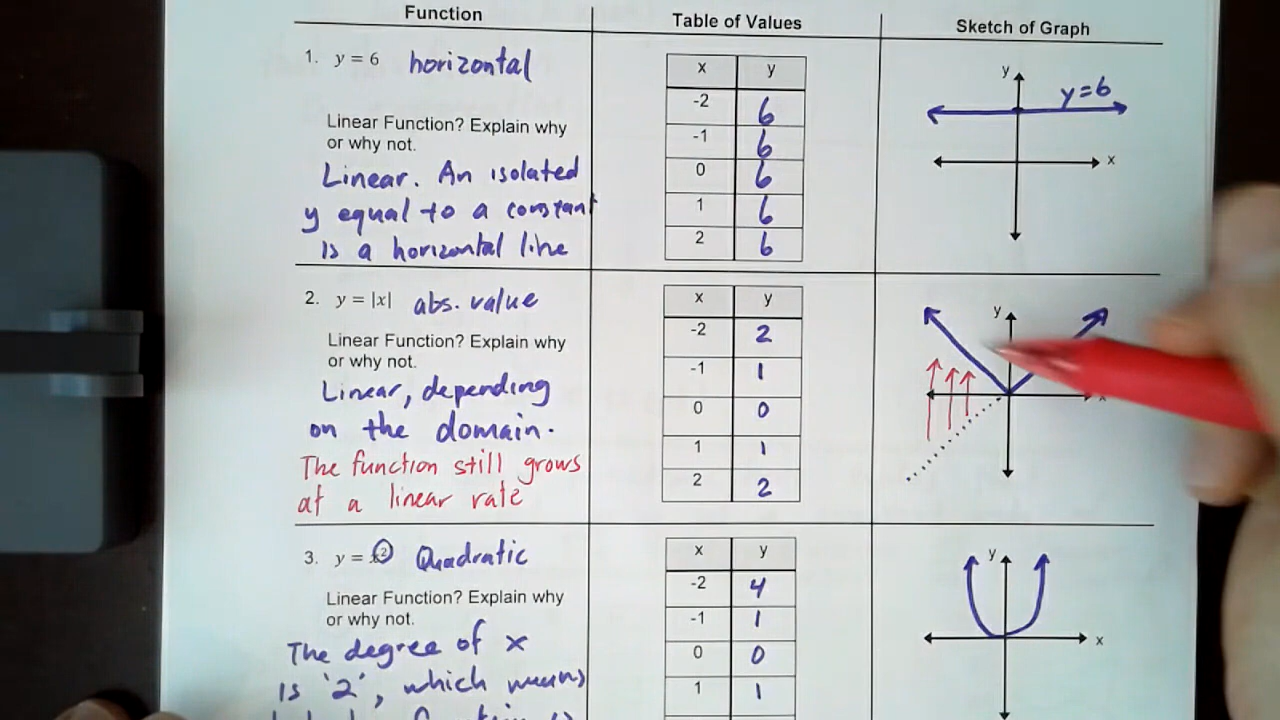 Function
Table of Values
Sketch of Graph
1. y = 6 horizontal
Linear Function? Explain why
or why not.
Linear. An isolated
y equal to a constant
is a horizontal line
x y
-2 6
-1 6
0 6
1 6
2 6
y
y=6
x
2. y = |x| abs. value
Linear Function? Explain why
or why not.
Linear, depending
on the domain.
The function still grows
at a linear rate
x y
-2 2
-1 1
0 0
1 1
2 2
y
3. y = x² Quadratic
Linear Function? Explain why
or why not.
The degree of x
is '2', which means
x y
-2 4
-1 1
0 0
1 1
y
x